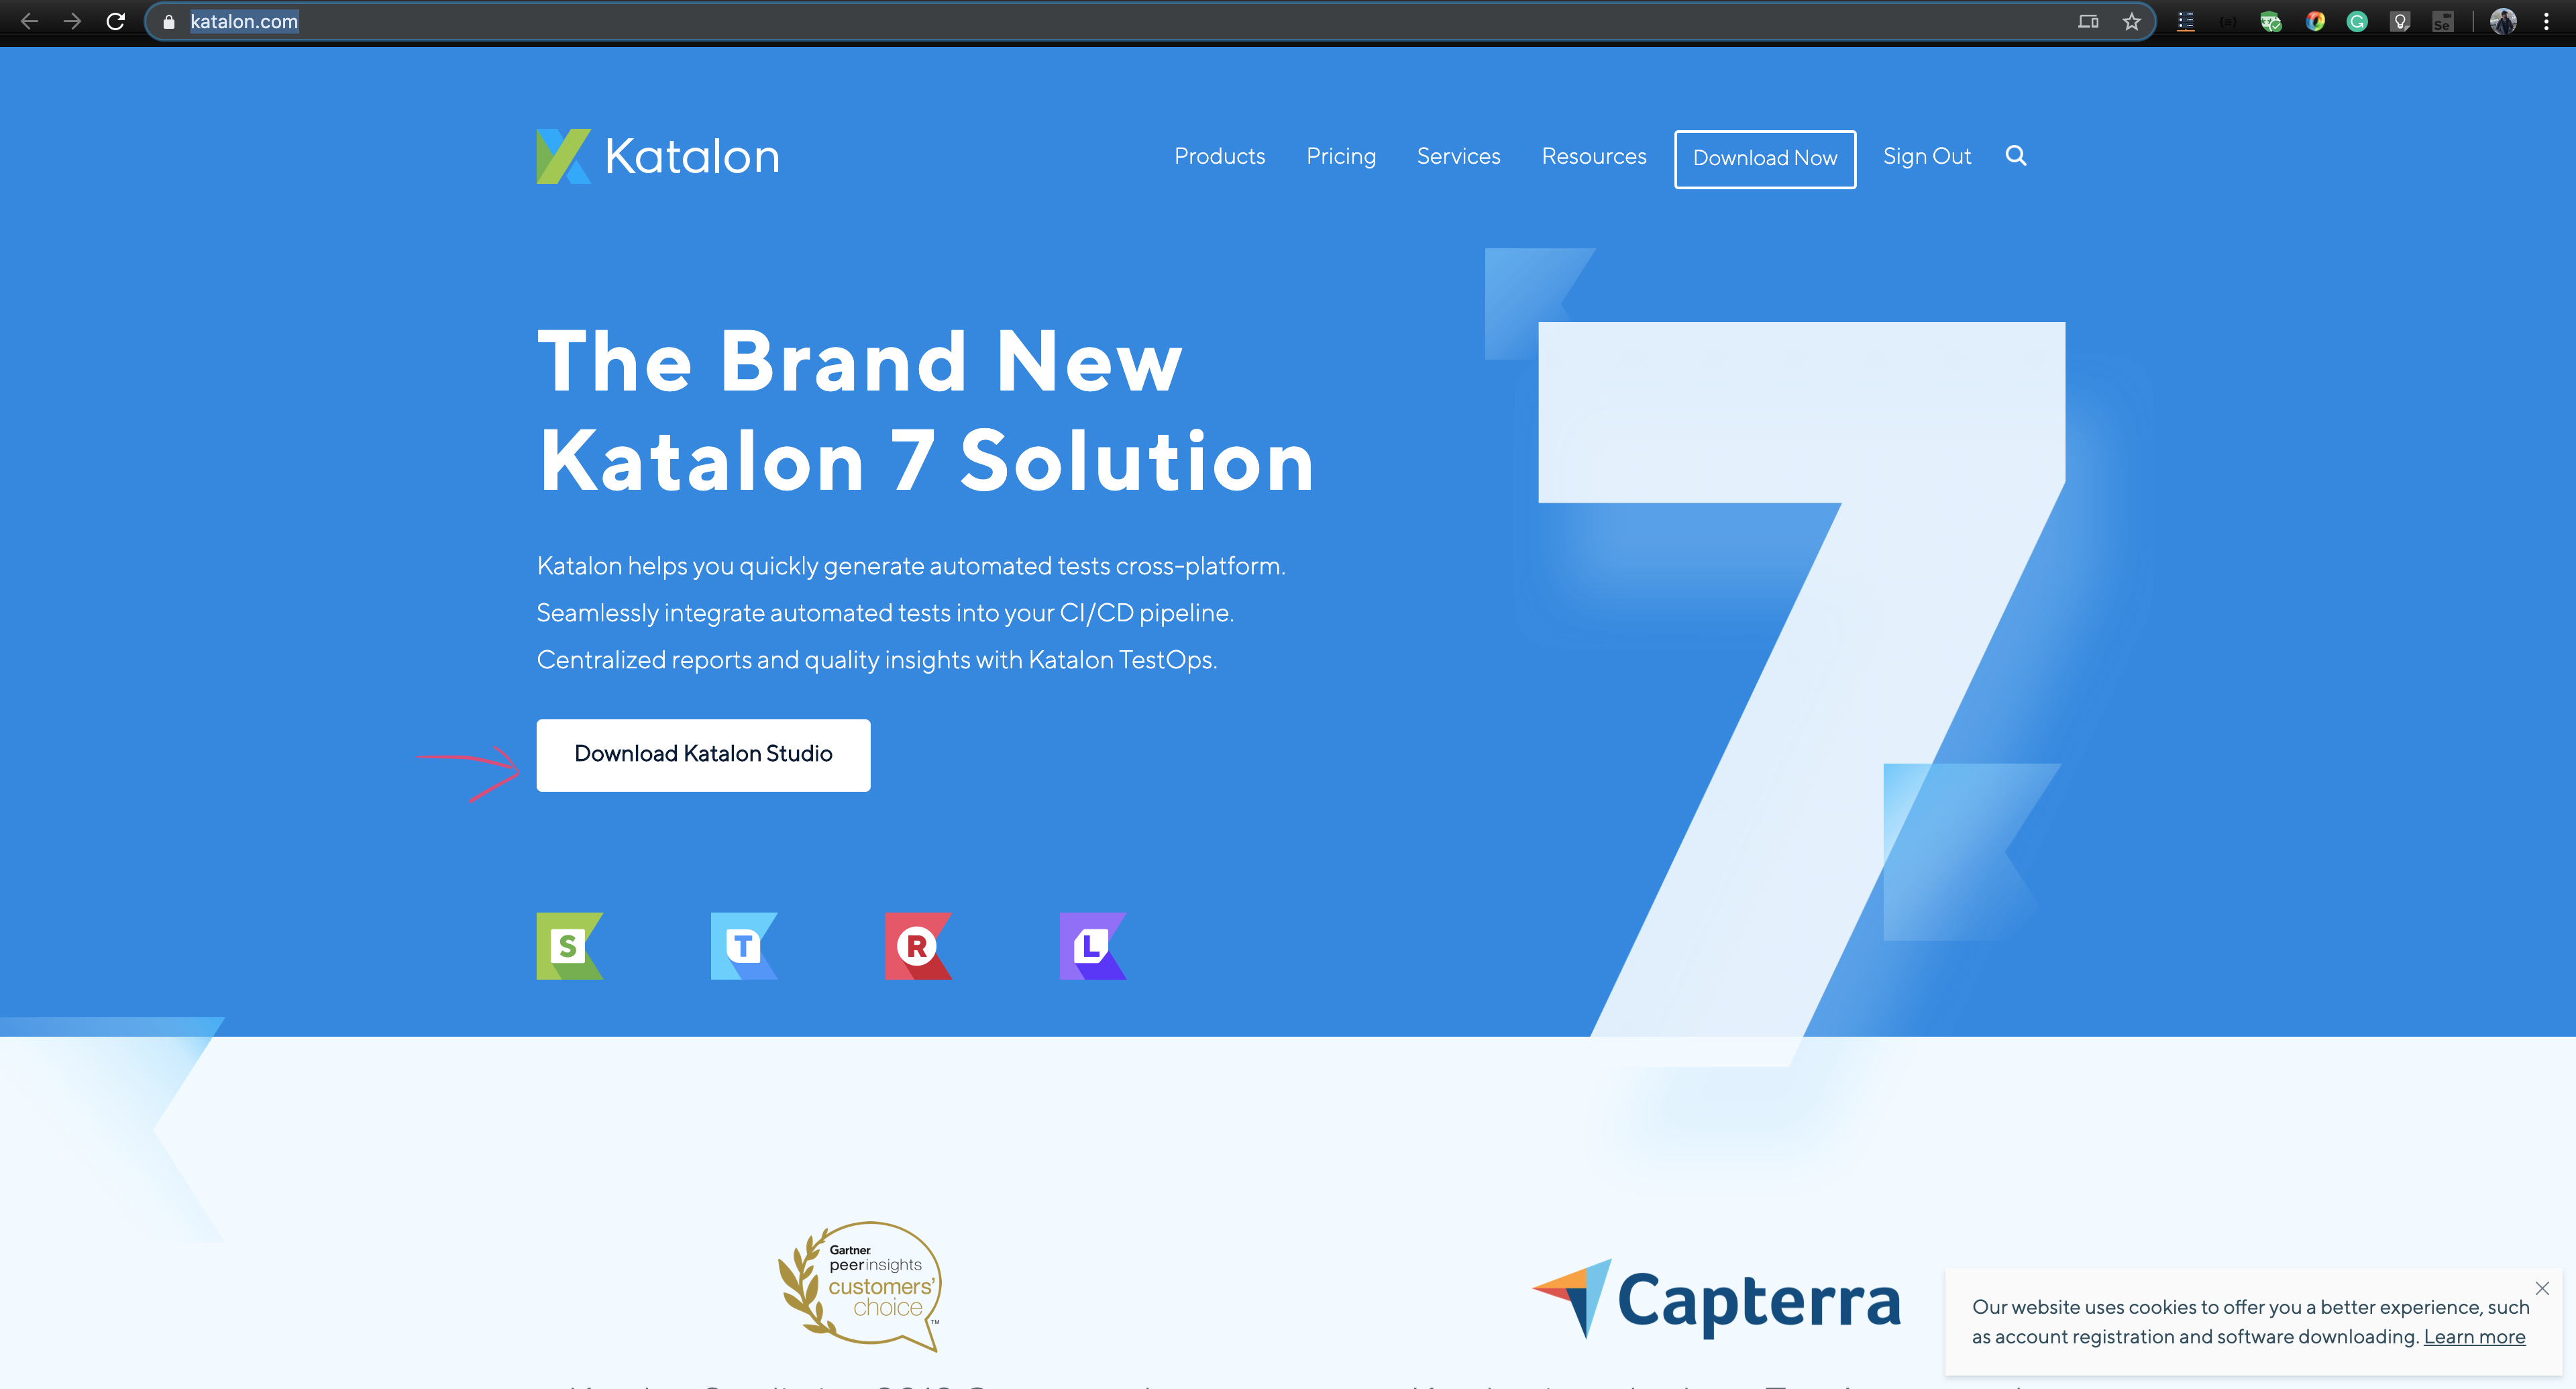 katalon.com
Katalon
Products Pricing Services Resources Download Now Sign Out
The Brand New
Katalon 7 Solution
Katalon helps you quickly generate automated tests cross-platform.
Seamlessly integrate automated tests into your CI/CD pipeline.
Centralized reports and quality insights with Katalon TestOps.
Download Katalon Studio
S T R L
7
Gartner
peerinsights
customers'
choice™
Capterra
Our website uses cookies to offer you a better experience, such
as account registration and software downloading. Learn more